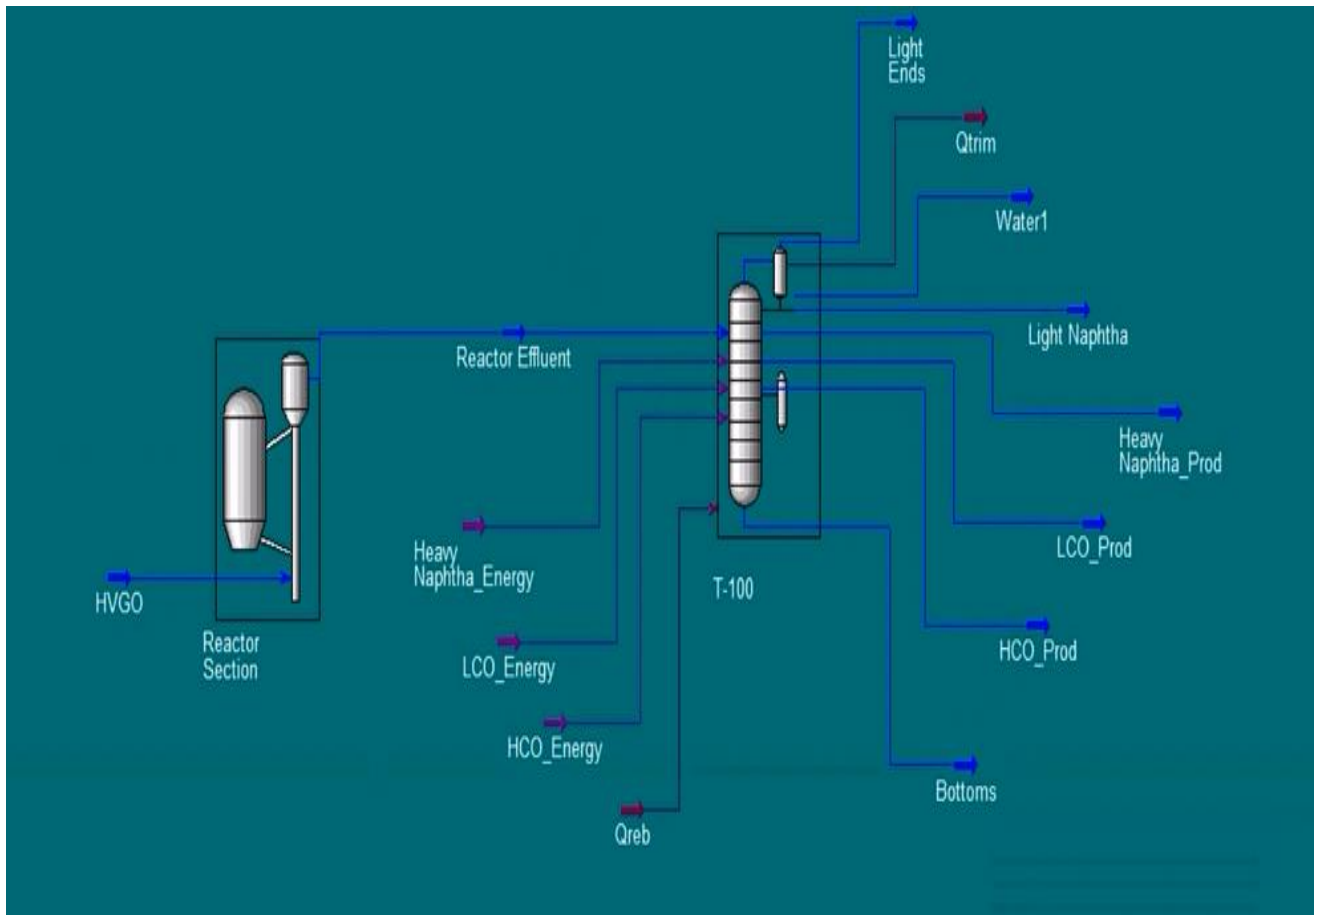 Light
Ends
Qtrim
Water1
Light Naphtha
Reactor Effluent
Heavy
Naphtha_Prod
LCO_Prod
Heavy
Naphtha_Energy
T-100
HVGO
Reactor
Section
HCO_Prod
LCO_Energy
HCO_Energy
Bottoms
Qreb